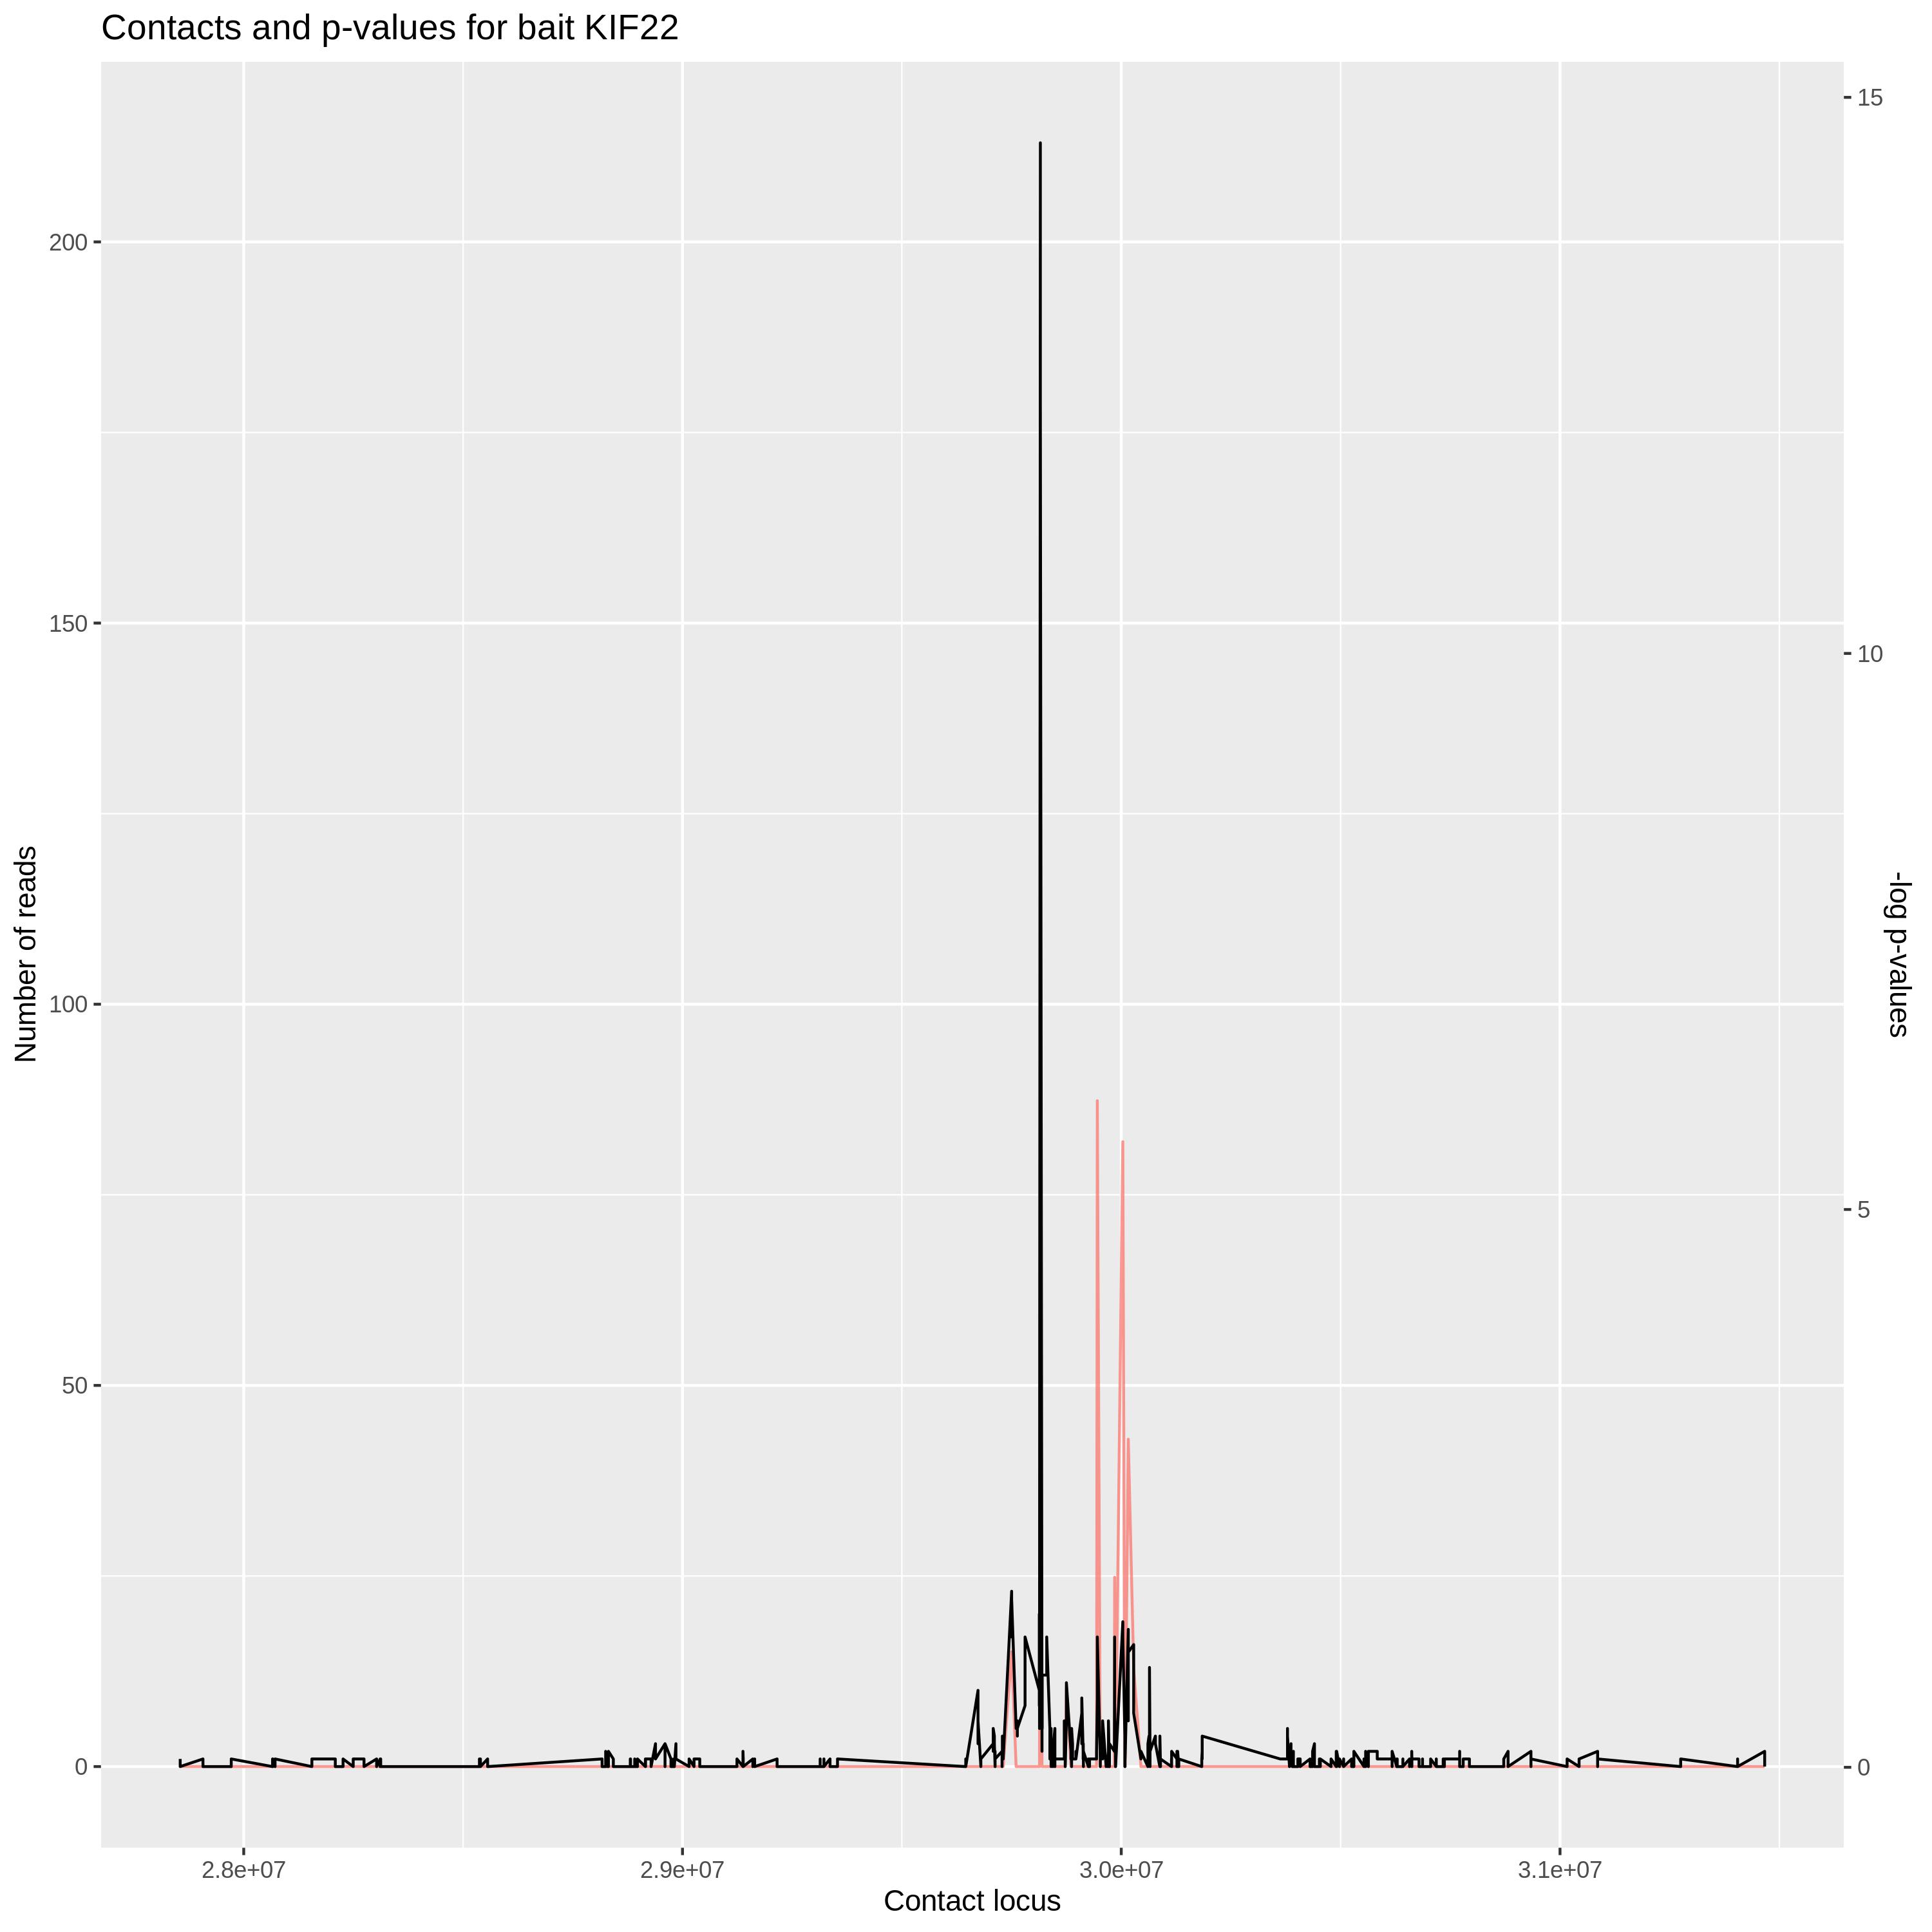 Contacts and p-values for bait KIF22
Number of reads
200
150
100
50
0
15
10
5
0
-log p-values
2.8e+07
2.9e+07
3.0e+07
3.1e+07
Contact locus